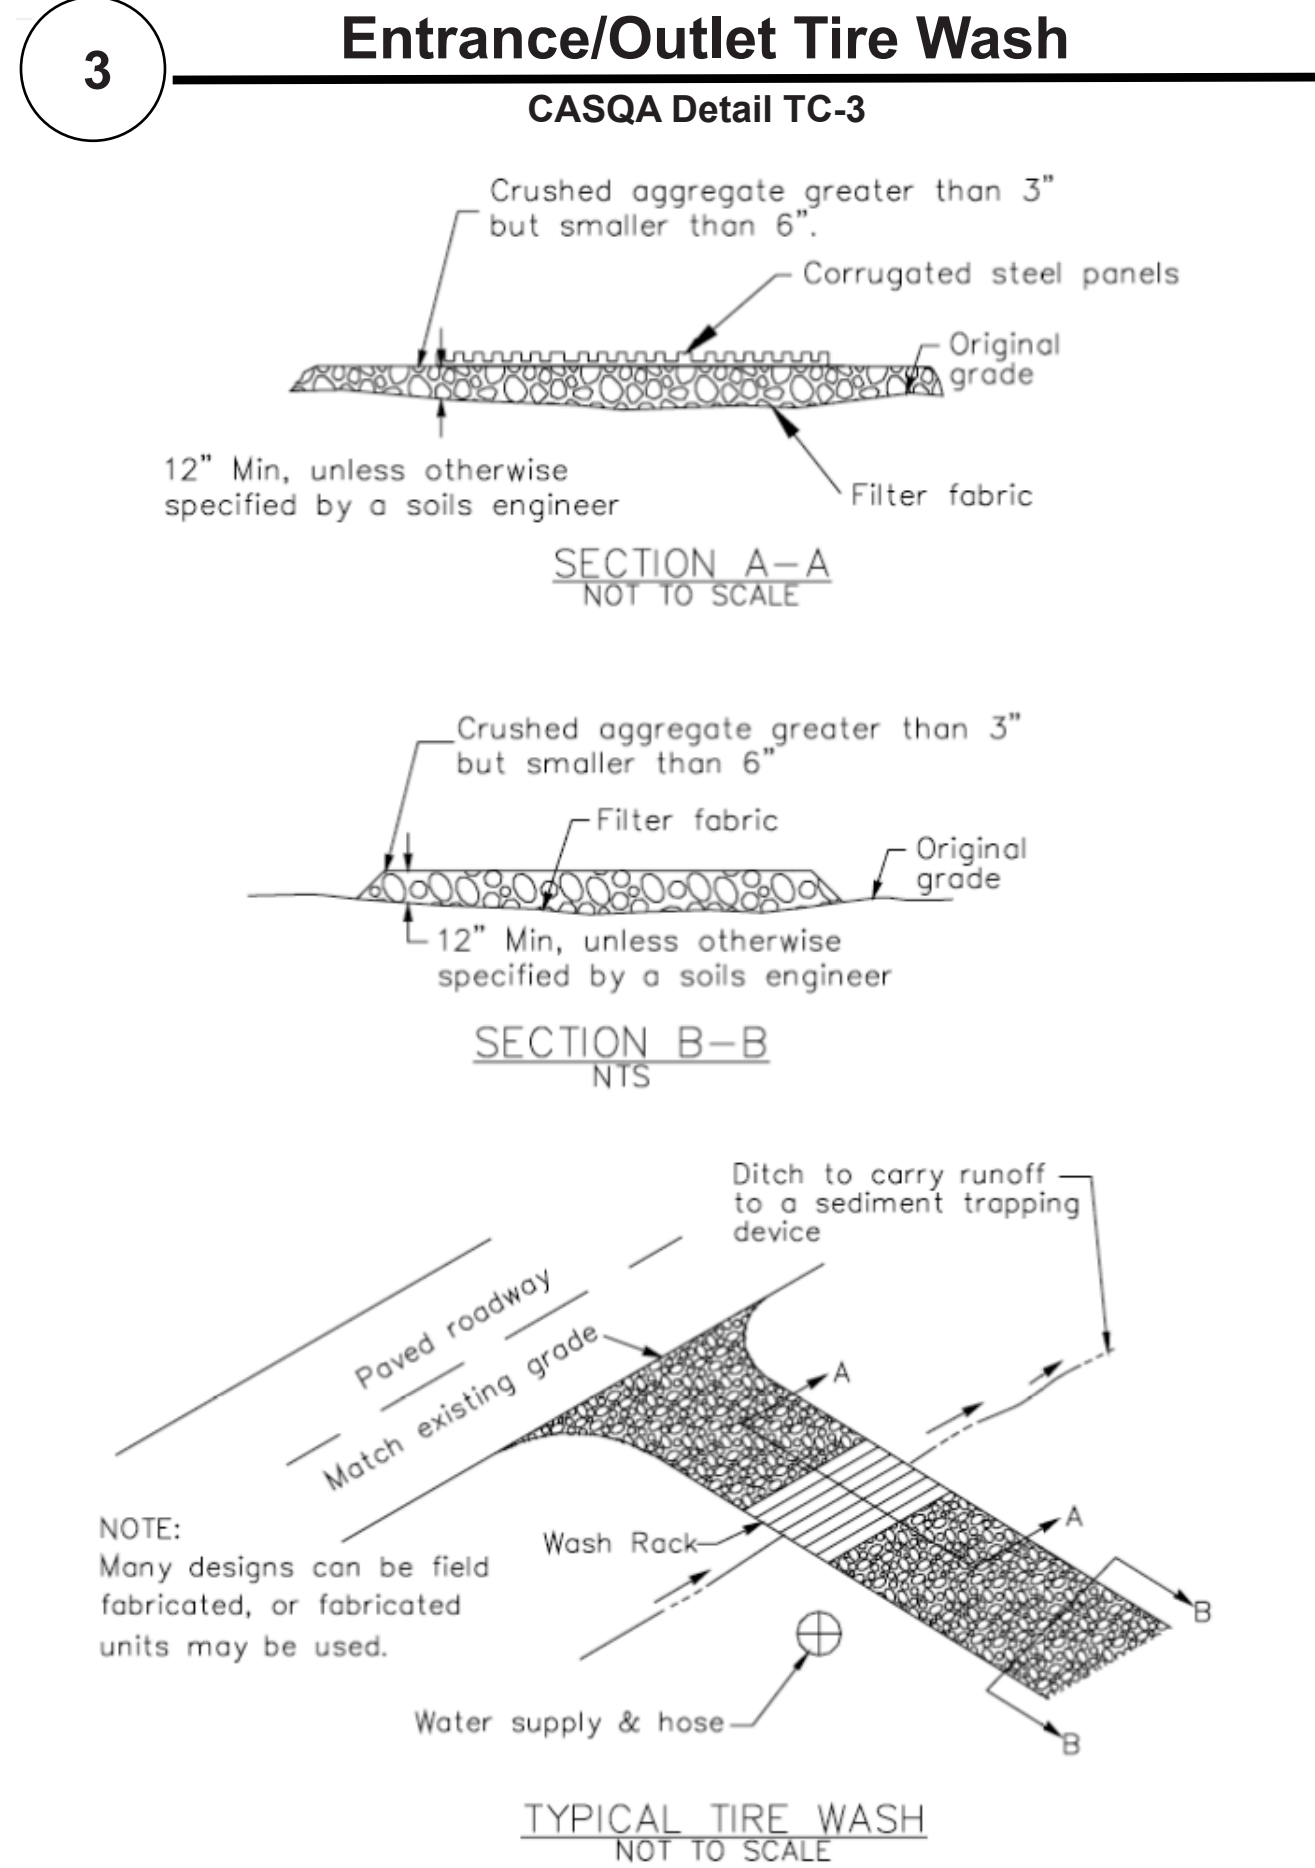 3
Entrance/Outlet Tire Wash
CASQA Detail TC-3
Crushed aggregate greater than 3”
but smaller than 6”.
Corrugated steel panels
Original
grade
12” Min, unless otherwise
specified by a soils engineer
Filter fabric
SECTION A-A
NOT TO SCALE
Crushed aggregate greater than 3”
but smaller than 6”
Filter fabric
Original
grade
12” Min, unless otherwise
specified by a soils engineer
SECTION B-B
NTS
Ditch to carry runoff
to a sediment trapping
device
Paved roadway
Match existing grade
A
A
NOTE:
Many designs can be field
fabricated, or fabricated
units may be used.
Wash Rack
B
Water supply & hose
B
TYPICAL TIRE WASH
NOT TO SCALE